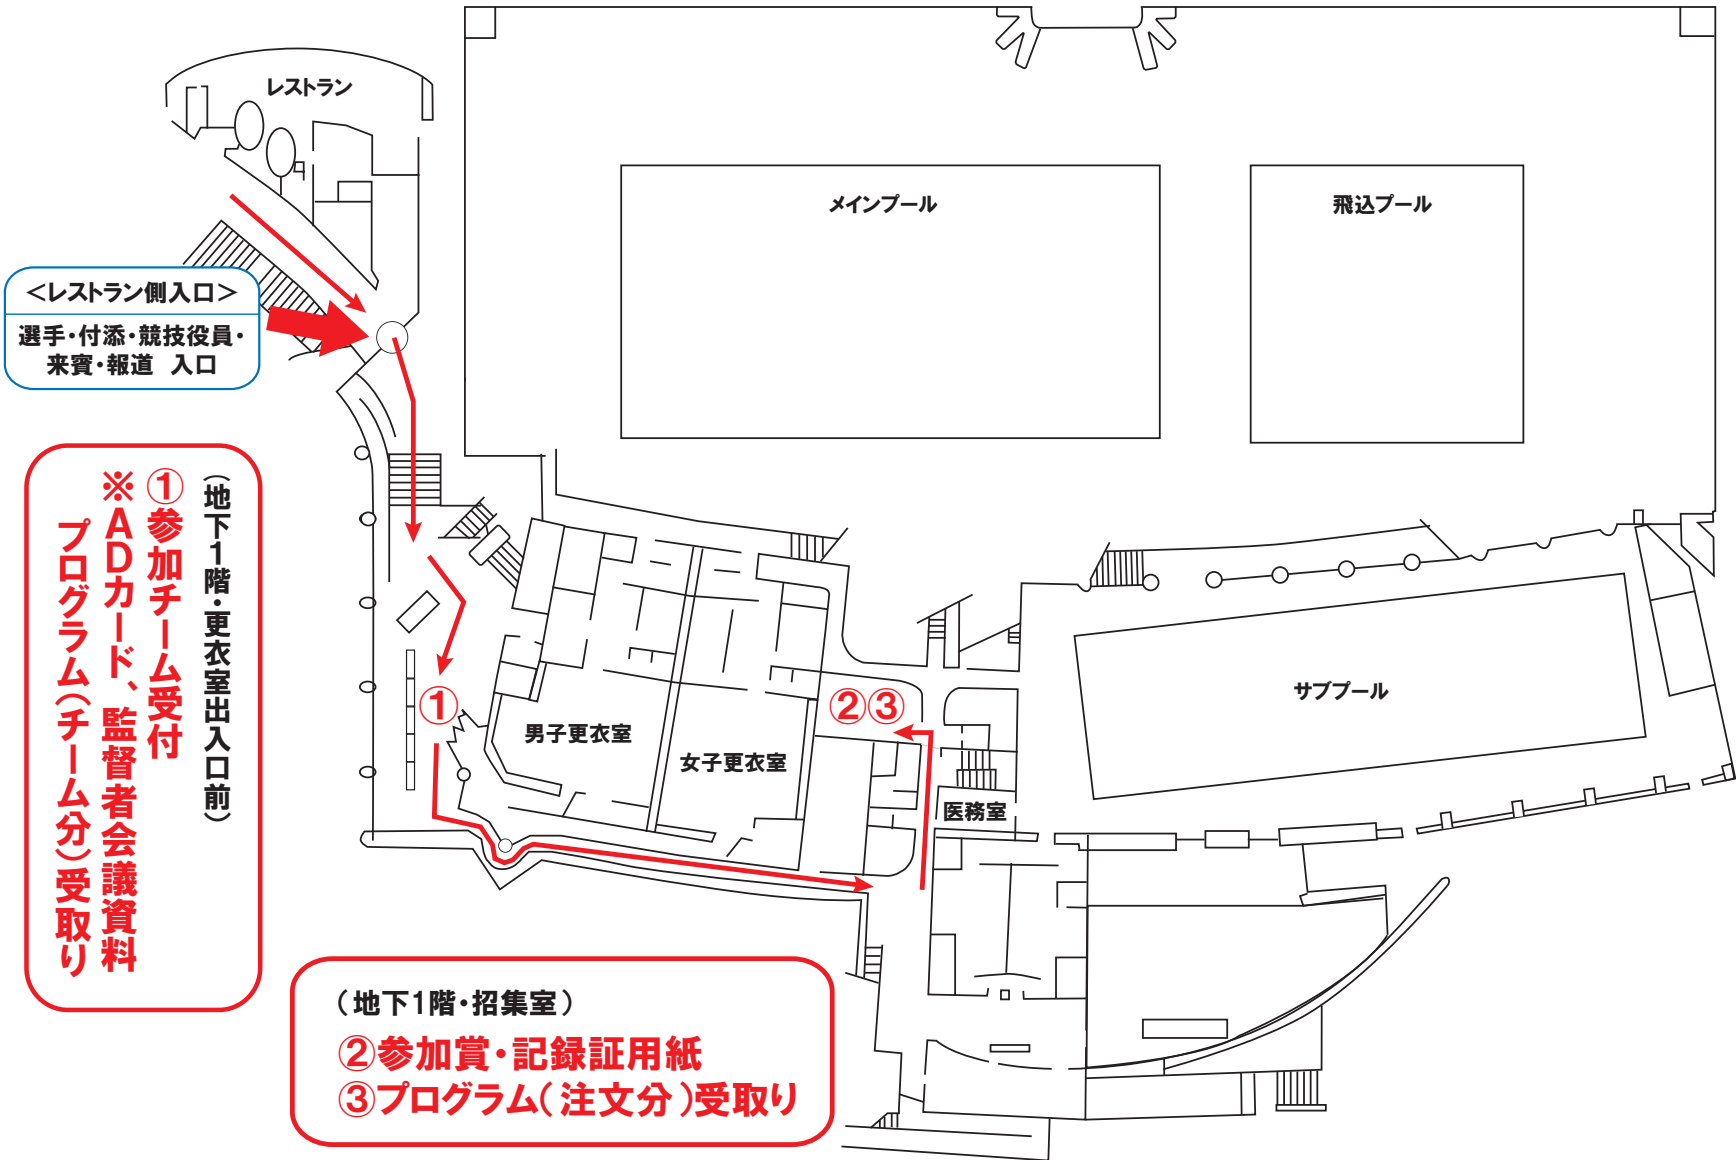 レストラン
メインプール
飛込プール
＜レストラン側入口＞
選手・付添・競技役員・
来賓・報道　入口
（地下1階・更衣室出入口前）
①参加チーム受付
※ADカード、監督者会議資料
プログラム（チーム分）受取り
①
②③
男子更衣室
女子更衣室
医務室
サブプール
（地下1階・招集室）
②参加賞・記録証用紙
③プログラム（注文分）受取り